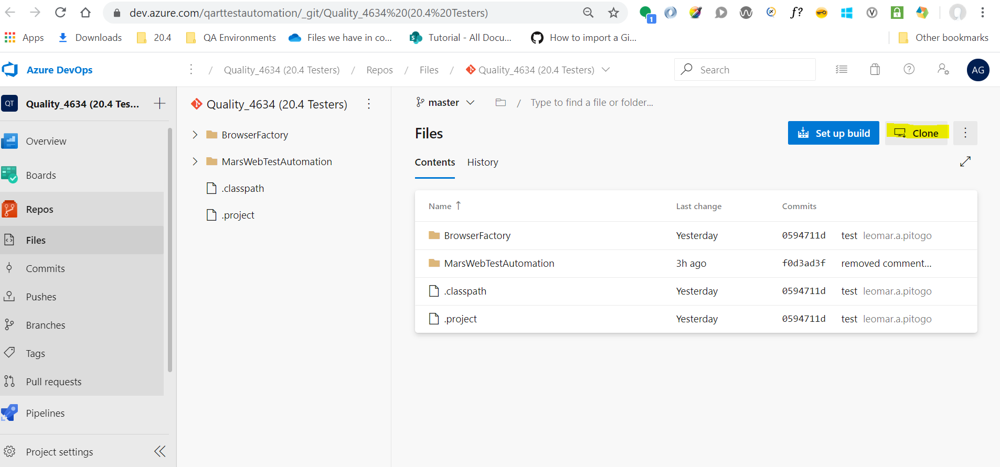 dev.azure.com/qarttestautomation/_git/Quality_4634%20(20.4%20Testers)
1
f?
Apps
Downloads
20.4
QA Environments
Files we have in co...
Tutorial - All Docu...
How to import a Gi...
Other bookmarks
Azure DevOps
/ Quality_4634 (20.4 Testers) / Repos / Files / Quality_4634 (20.4 Testers)
Search
AG
QT
Quality_4634 (20.4 Tes...
Overview
Boards
Repos
Files
Commits
Pushes
Branches
Tags
Pull requests
Pipelines
Project settings
Quality_4634 (20.4 Testers)
BrowserFactory
MarsWebTestAutomation
.classpath
.project
master
/ Type to find a file or folder...
Files
Set up build
Clone
Contents
History
Name Last change Commits
BrowserFactory Yesterday 0594711d test leomar.a.pitogo
MarsWebTestAutomation 3h ago f0d3ad3f removed comment...
.classpath Yesterday 0594711d test leomar.a.pitogo
.project Yesterday 0594711d test leomar.a.pitogo